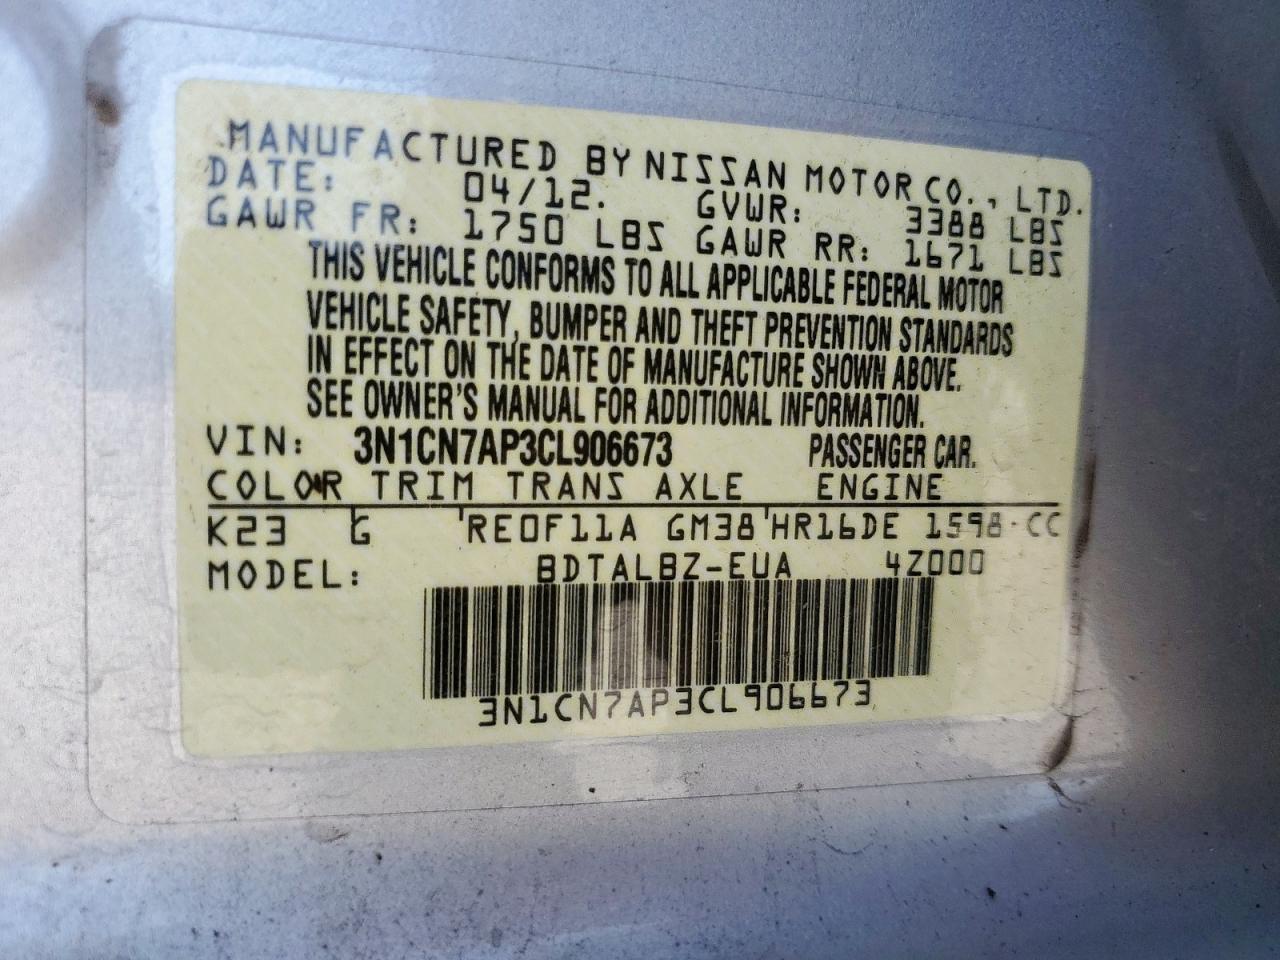 MANUFACTURED BY NISSAN MOTOR CO., LTD.
DATE: 04/12. GVWR: 3388 LBS
GAWR FR: 1750 LBS GAWR RR: 1671 LBS
THIS VEHICLE CONFORMS TO ALL APPLICABLE FEDERAL MOTOR
VEHICLE SAFETY, BUMPER AND THEFT PREVENTION STANDARDS
IN EFFECT ON THE DATE OF MANUFACTURE SHOWN ABOVE.
SEE OWNER'S MANUAL FOR ADDITIONAL INFORMATION.
VIN: 3N1CN7AP3CL906673 PASSENGER CAR.
COLOR TRIM TRANS AXLE ENGINE
K23 G RE0F11A GM38 HR16DE 1598 CC
MODEL: BDTALBZ-EUA 4Z000
3N1CN7AP3CL906673